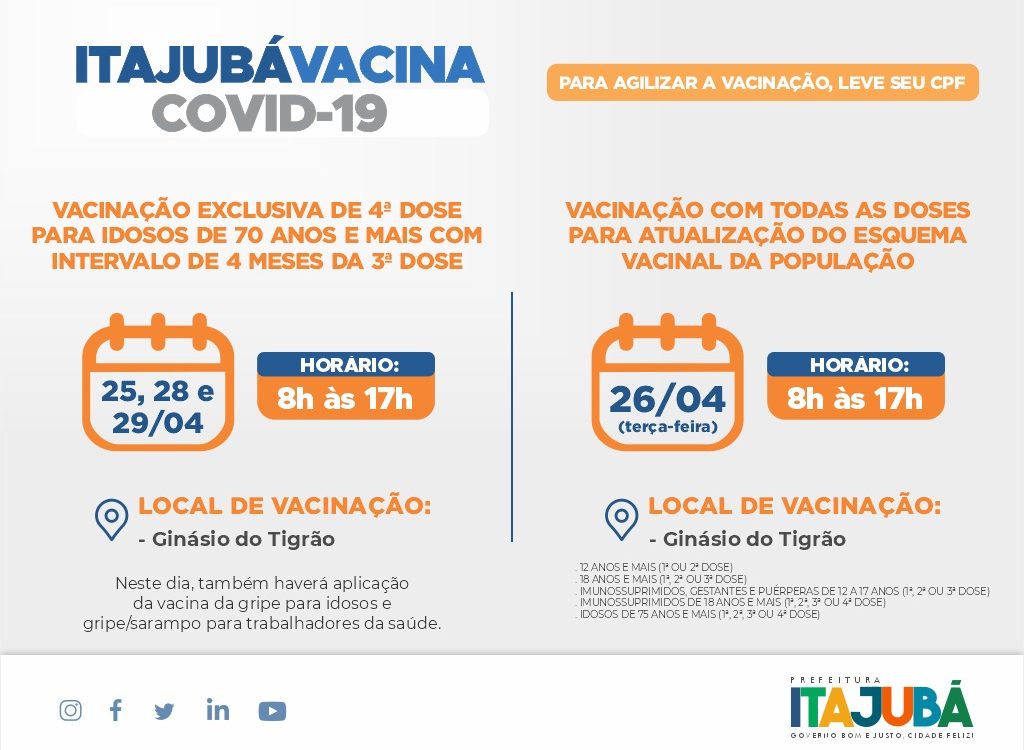 ITAJUBÁVACINA
COVID-19
PARA AGILIZAR A VACINAÇÃO, LEVE SEU CPF
VACINAÇÃO EXCLUSIVA DE 4ª DOSE
PARA IDOSOS DE 70 ANOS E MAIS COM
INTERVALO DE 4 MESES DA 3ª DOSE
25, 28 e
29/04
HORÁRIO:
8h às 17h
LOCAL DE VACINAÇÃO:
- Ginásio do Tigrão
Neste dia, também haverá aplicação
da vacina da gripe para idosos e
gripe/sarampo para trabalhadores da saúde.
VACINAÇÃO COM TODAS AS DOSES
PARA ATUALIZAÇÃO DO ESQUEMA
VACINAL DA POPULAÇÃO
26/04
(terça-feira)
HORÁRIO:
8h às 17h
LOCAL DE VACINAÇÃO:
- Ginásio do Tigrão
. 12 ANOS E MAIS (1ª OU 2ª DOSE)
. 18 ANOS E MAIS (1ª, 2ª OU 3ª DOSE)
. IMUNOSSUPRIMIDOS, GESTANTES E PUÉRPERAS DE 12 A 17 ANOS (1ª, 2ª OU 3ª DOSE)
. IMUNOSSUPRIMIDOS DE 18 ANOS E MAIS (1ª, 2ª, 3ª OU 4ª DOSE)
. IDOSOS DE 75 ANOS E MAIS (1ª, 2ª, 3ª OU 4ª DOSE)
PREFEITURA
ITAJUBÁ
GOVERNO BOM E JUSTO, CIDADE FELIZ!